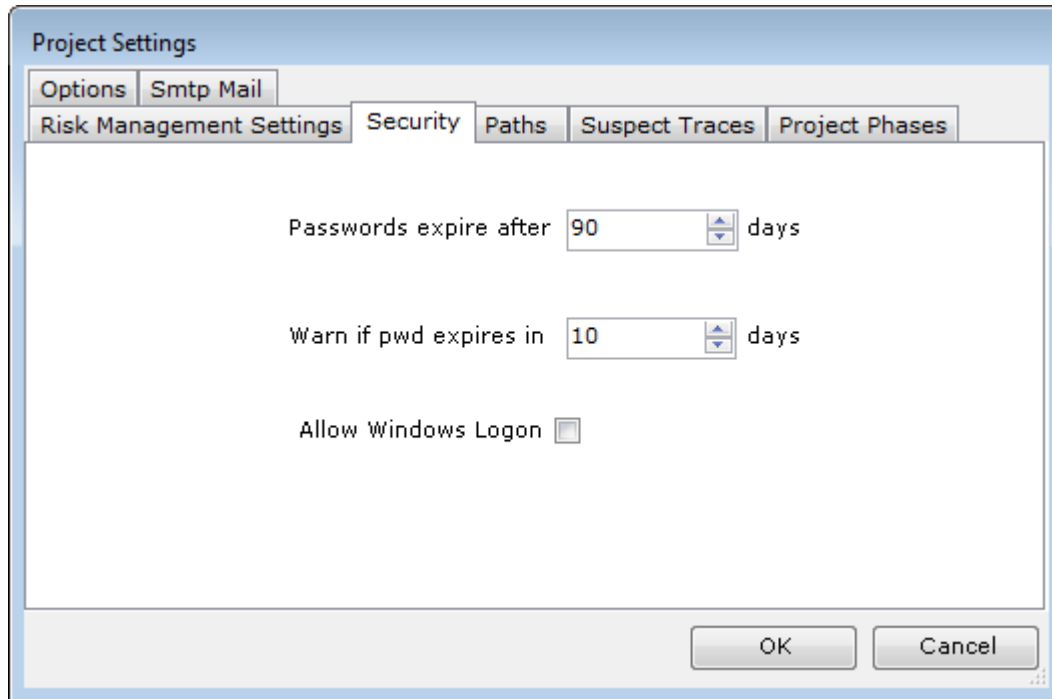 Project Settings
Options Smtp Mail
Risk Management Settings Security Paths Suspect Traces Project Phases
Passwords expire after 90 days
Warn if pwd expires in 10 days
Allow Windows Logon
OK Cancel